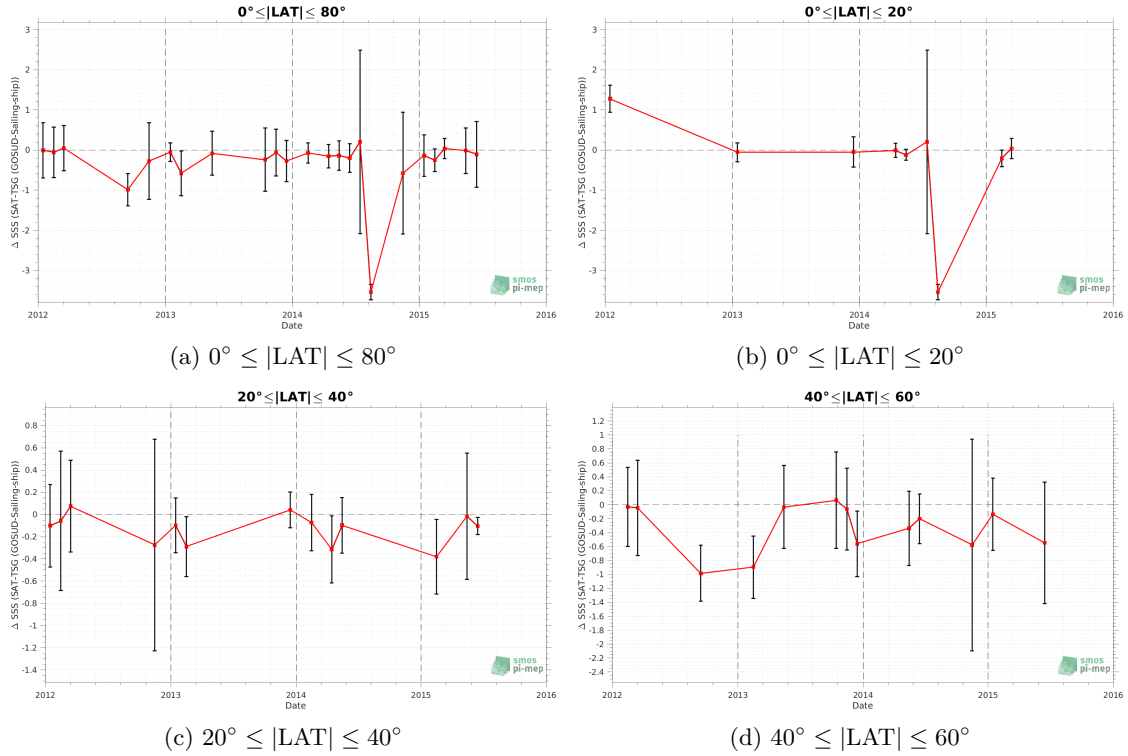 0°≤|LAT|≤ 80°
Δ SSS (SAT-TSG (GOSUD-Sailing-ship))
3
2
1
0
-1
-2
-3
2012
2013
2014
2015
2016
Date
smos
pi-mep
(a) 0° ≤ |LAT| ≤ 80°
0°≤|LAT|≤ 20°
Δ SSS (SAT-TSG (GOSUD-Sailing-ship))
3
2
1
0
-1
-2
-3
2012
2013
2014
2015
2016
Date
smos
pi-mep
(b) 0° ≤ |LAT| ≤ 20°
20°≤|LAT|≤ 40°
Δ SSS (SAT-TSG (GOSUD-Sailing-ship))
0.8
0.6
0.4
0.2
0
-0.2
-0.4
-0.6
-0.8
-1
-1.2
-1.4
2012
2013
2014
2015
2016
Date
smos
pi-mep
(c) 20° ≤ |LAT| ≤ 40°
40°≤|LAT|≤ 60°
Δ SSS (SAT-TSG (GOSUD-Sailing-ship))
1.2
1
0.8
0.6
0.4
0.2
0
-0.2
-0.4
-0.6
-0.8
-1
-1.2
-1.4
-1.6
-1.8
-2
-2.2
-2.4
2012
2013
2014
2015
2016
Date
smos
pi-mep
(d) 40° ≤ |LAT| ≤ 60°